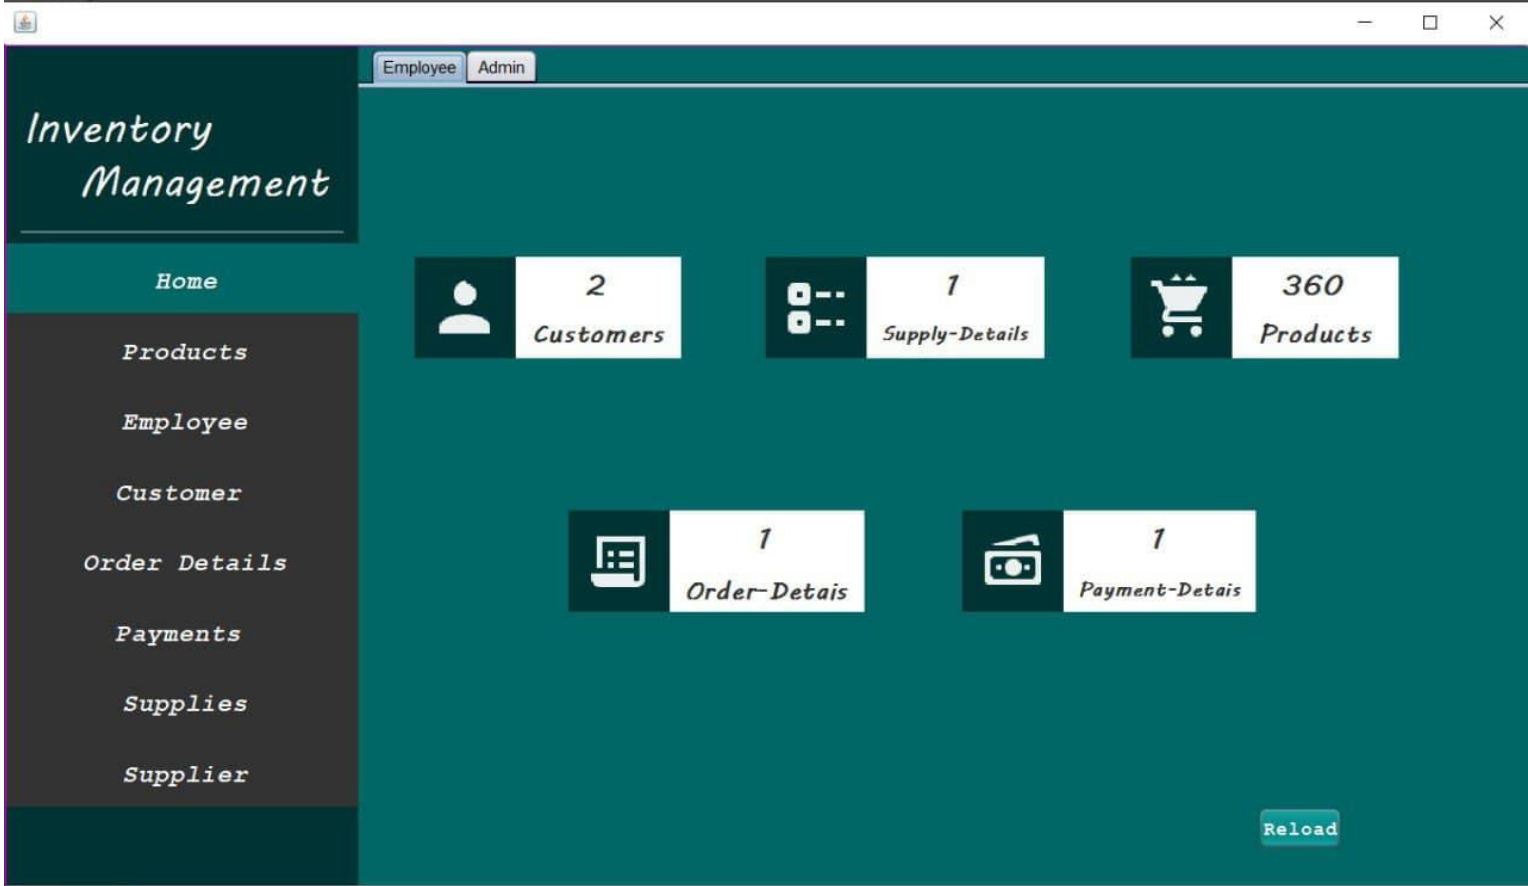 Employee
Admin
Inventory
Management
Home
Products
Employee
Customer
Order Details
Payments
Supplies
Supplier
2
Customers
1
Supply-Details
360
Products
1
Order-Detais
1
Payment-Detais
Reload